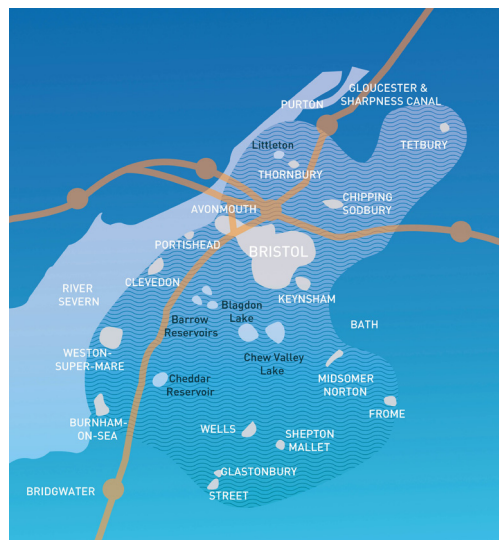 GLOUCESTER &
SHARPNESS CANAL
PURTON
TETBURY
Littleton
THORNBURY
CHIPPING
SODBURY
AVONMOUTH
PORTISHEAD
BRISTOL
CLEVEDON
RIVER
SEVERN
KEYNSHAM
Blagdon
Lake
Barrow
Reservoirs
BATH
WESTON-
SUPER-MARE
Chew Valley
Lake
Cheddar
Reservoir
MIDSOMER
NORTON
FROME
BURNHAM-
ON-SEA
WELLS
SHEPTON
MALLET
GLASTONBURY
STREET
BRIDGWATER